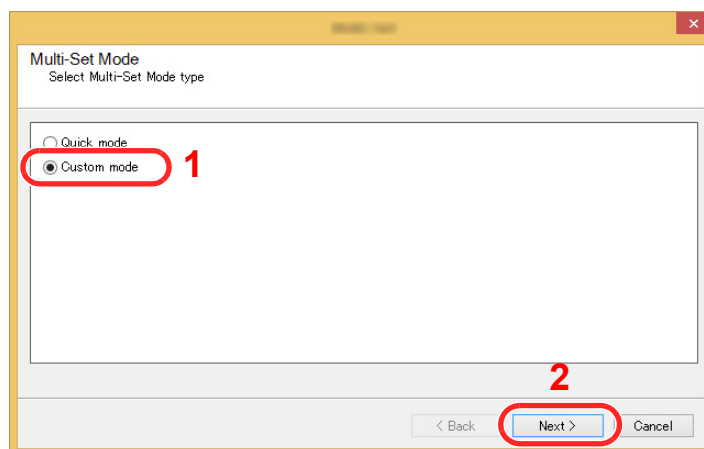 Multi-Set Mode
Select Multi-Set Mode type
Quick mode
Custom mode 1
2
< Back Next > Cancel